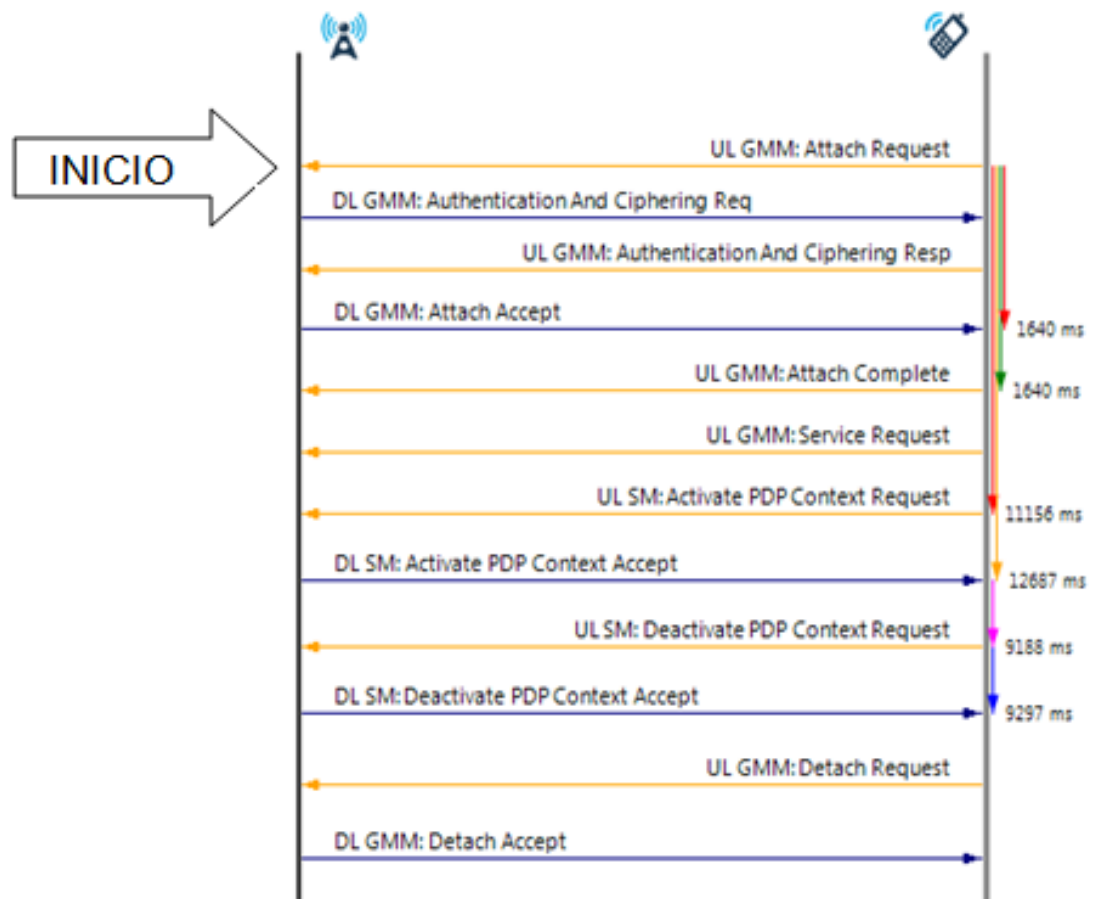 INICIO
UL GMM: Attach Request
DL GMM: Authentication And Ciphering Req
UL GMM: Authentication And Ciphering Resp
DL GMM: Attach Accept
1640 ms
UL GMM: Attach Complete
1640 ms
UL GMM: Service Request
UL SM: Activate PDP Context Request
11156 ms
DL SM: Activate PDP Context Accept
12687 ms
UL SM: Deactivate PDP Context Request
9188 ms
DL SM: Deactivate PDP Context Accept
9297 ms
UL GMM: Detach Request
DL GMM: Detach Accept